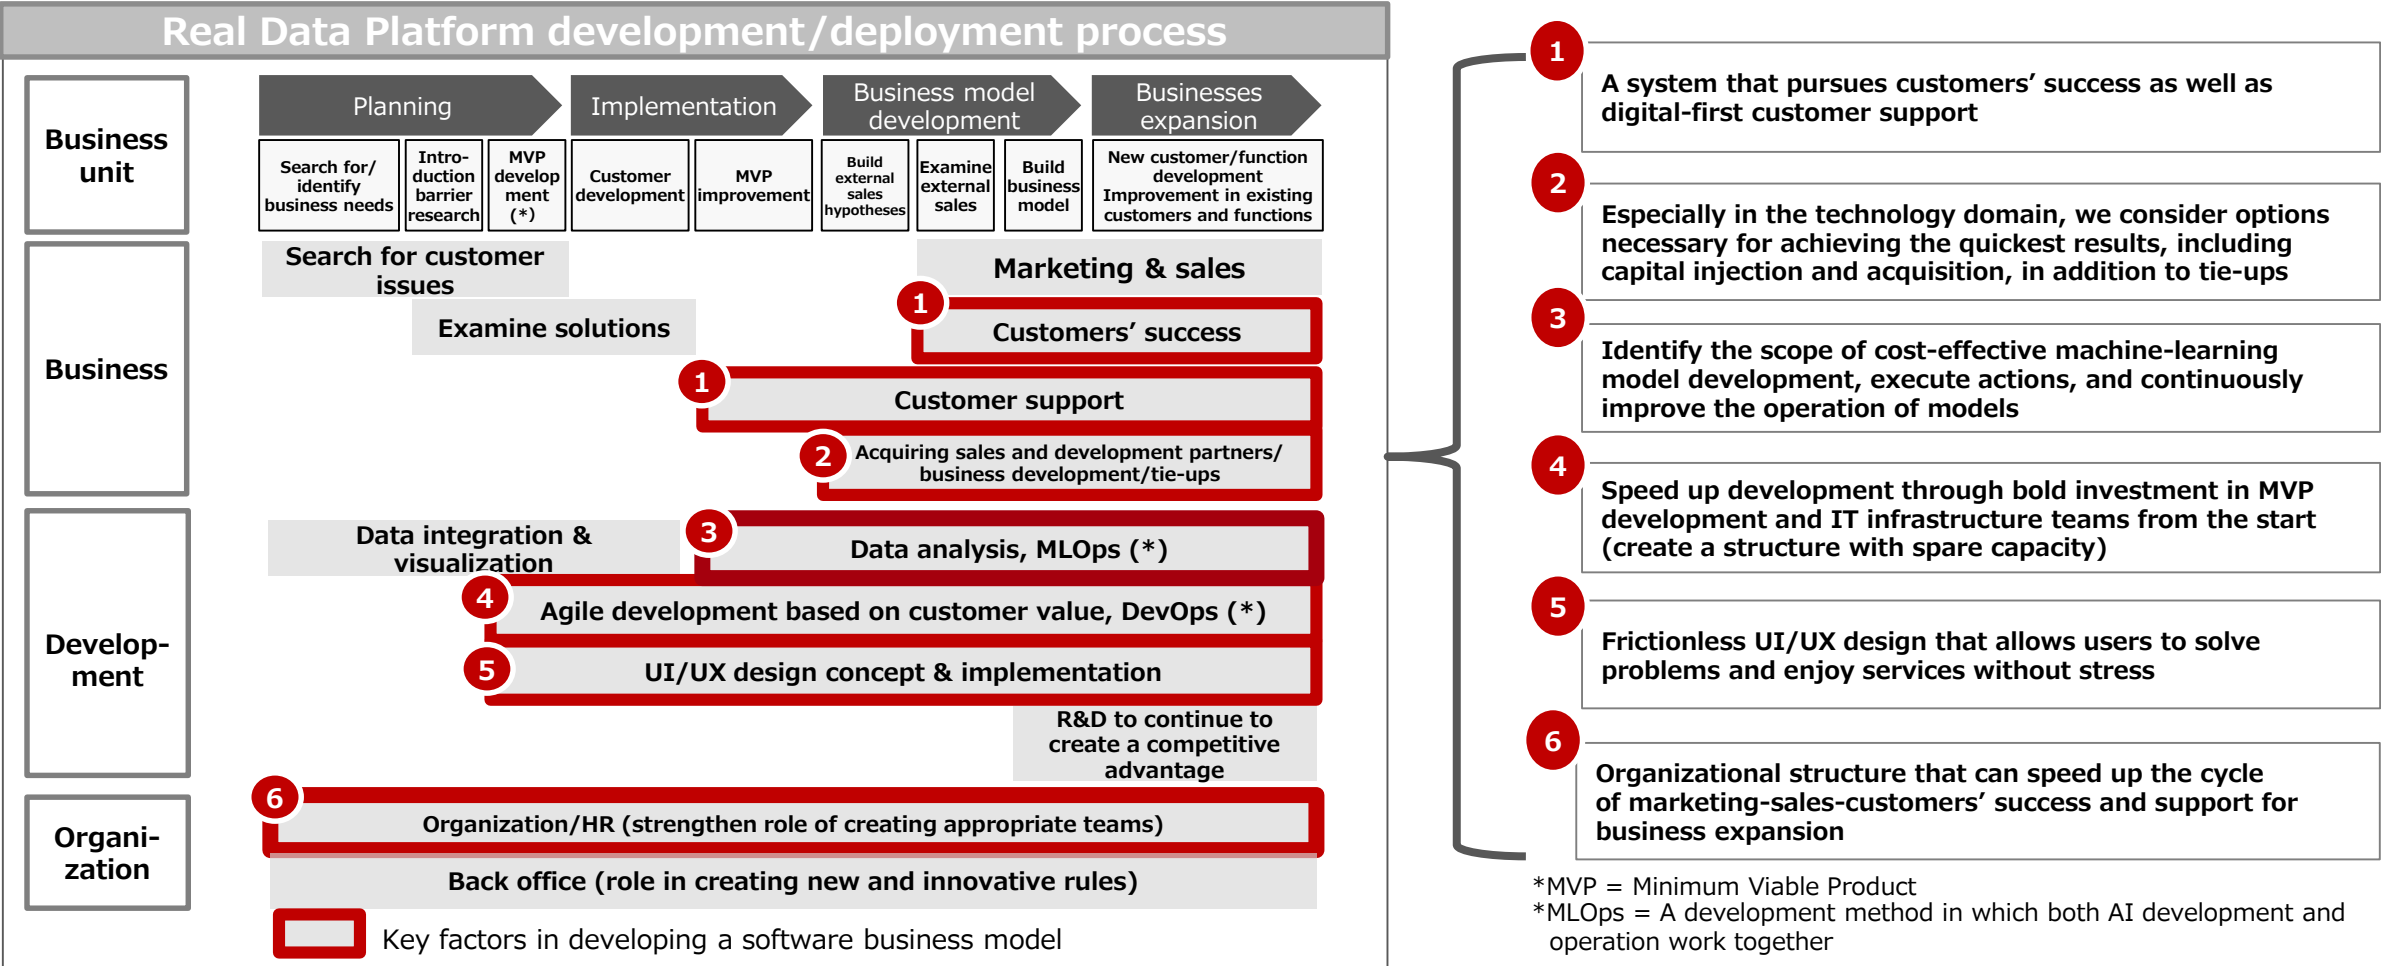 Real Data Platform development/deployment process
Business
unit
Planning
Implementation
Business model
development
Businesses
expansion
Search for/
identify
business needs
Intro-
duction
barrier
research
MVP
develop
ment
(*)
Customer
development
MVP
improvement
Build
external
sales
hypotheses
Examine
external
sales
Build
business
model
New customer/function
development
Improvement in existing
customers and functions
Business
Search for customer
issues
Marketing & sales
Examine solutions
1
Customers’ success
1
Customer support
2
Acquiring sales and development partners/
business development/tie-ups
Develop-
ment
Data integration &
visualization
3
Data analysis, MLOps (*)
4
Agile development based on customer value, DevOps (*)
5
UI/UX design concept & implementation
R&D to continue to
create a competitive
advantage
Organi-
zation
6
Organization/HR (strengthen role of creating appropriate teams)
Back office (role in creating new and innovative rules)
Key factors in developing a software business model
1
A system that pursues customers’ success as well as
digital-first customer support
2
Especially in the technology domain, we consider options
necessary for achieving the quickest results, including
capital injection and acquisition, in addition to tie-ups
3
Identify the scope of cost-effective machine-learning
model development, execute actions, and continuously
improve the operation of models
4
Speed up development through bold investment in MVP
development and IT infrastructure teams from the start
(create a structure with spare capacity)
5
Frictionless UI/UX design that allows users to solve
problems and enjoy services without stress
6
Organizational structure that can speed up the cycle
of marketing-sales-customers’ success and support for
business expansion
*MVP = Minimum Viable Product
*MLOps = A development method in which both AI development and
operation work together